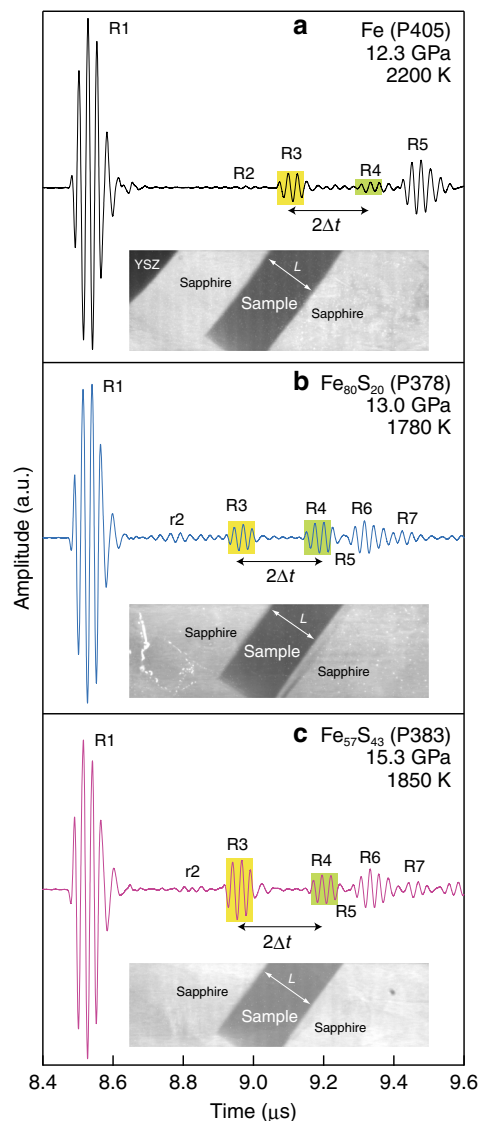 R1
a
Fe (P405)
12.3 GPa
2200 K
R2
R3
R4
R5
2Δt
YSZ
Sapphire
L
Sample
Sapphire
R1
b
Fe80S20 (P378)
13.0 GPa
1780 K
r2
R3
R4
R6
R7
R5
2Δt
Sapphire
L
Sample
Sapphire
R1
c
Fe57S43 (P383)
15.3 GPa
1850 K
r2
R3
R4
R6
R7
R5
2Δt
Sapphire
L
Sample
Sapphire
Amplitude (a.u.)
8.4 8.6 8.8 9.0 9.2 9.4 9.6
Time (μs)